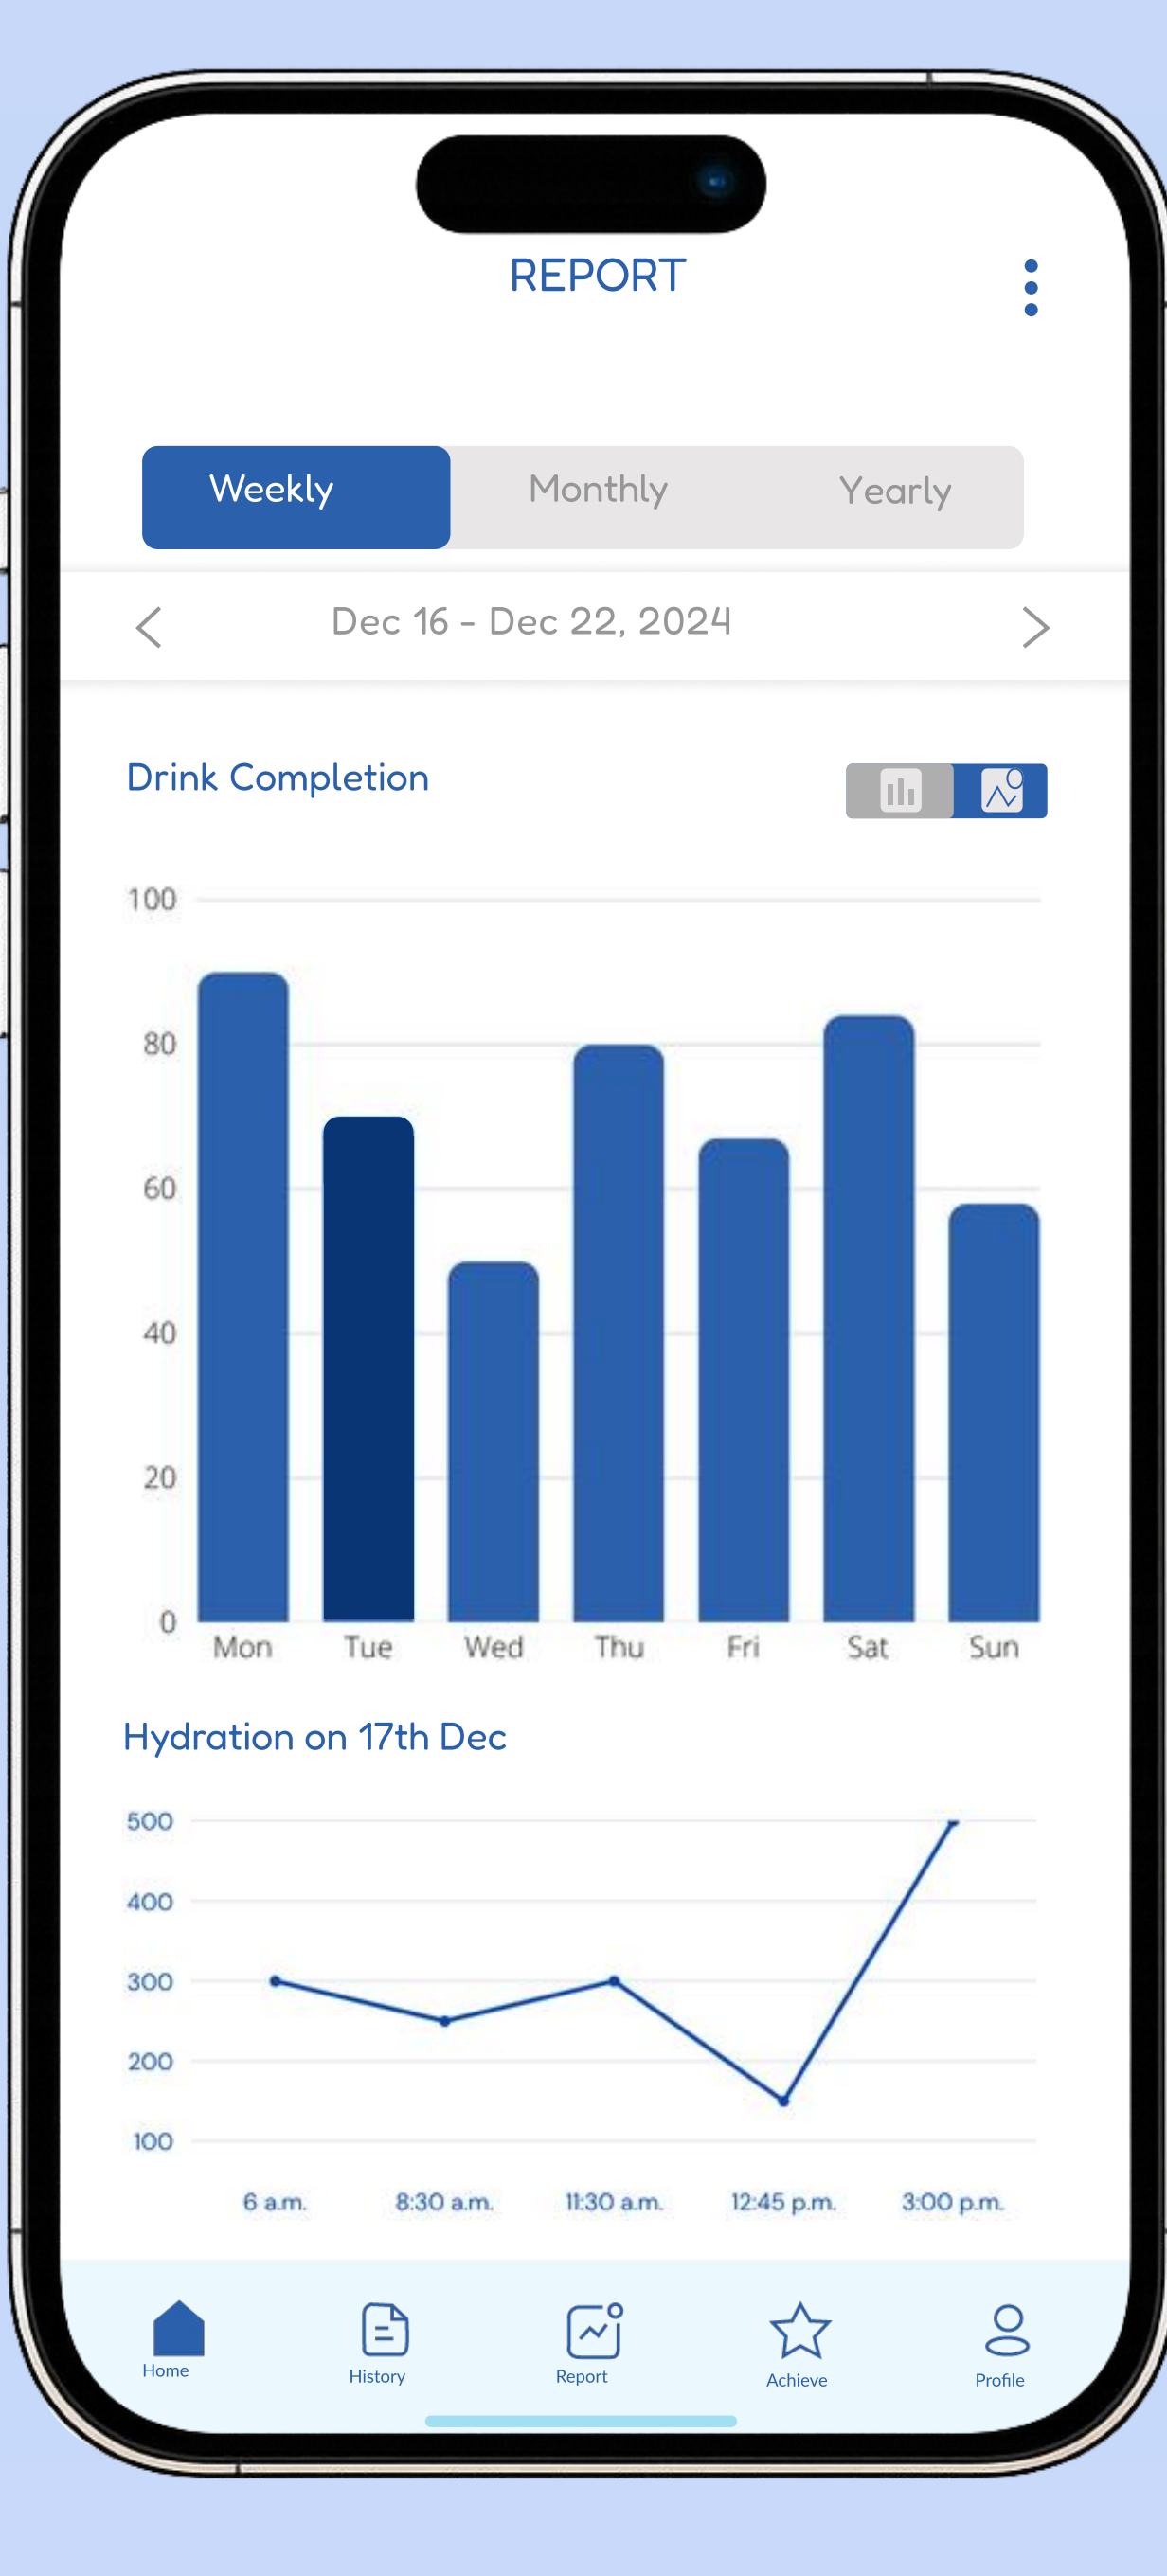 REPORT
Weekly Monthly Yearly
Dec 16 - Dec 22, 2024
Drink Completion
100
80
60
40
20
0
Mon Tue Wed Thu Fri Sat Sun
Hydration on 17th Dec
500
400
300
200
100
6 a.m. 8:30 a.m. 11:30 a.m. 12:45 p.m. 3:00 p.m.
Home History Report Achieve Profile